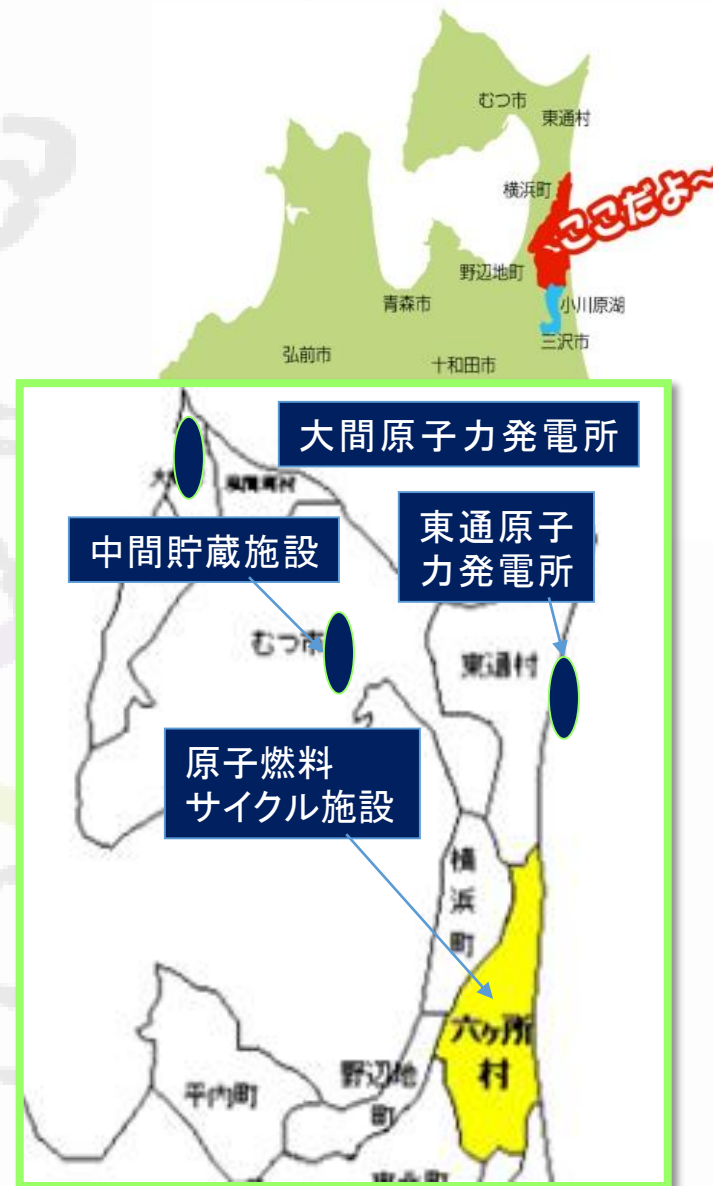 むつ市
東通村
横浜町
ここだよ～
野辺地町
青森市
小川原湖
三沢市
弘前市
十和田市
大間原子力発電所
風間浦村
中間貯蔵施設
東通原子
力発電所
むつ市
東通村
原子燃料
サイクル施設
横
浜
町
六ヶ所
村
野辺地
町
平内町